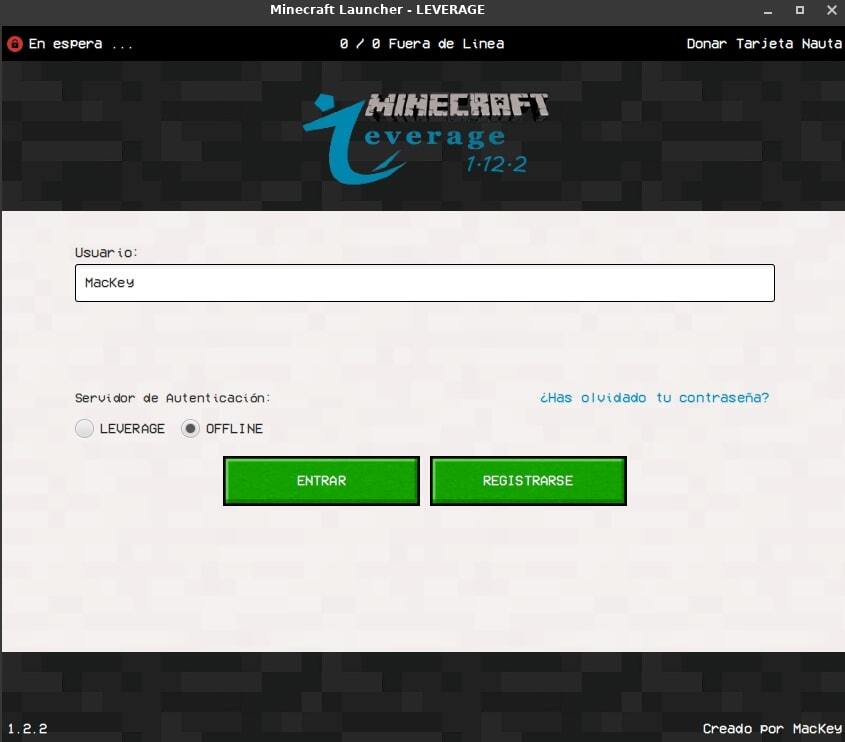 Minecraft Launcher - LEVERAGE
En espera ... 0 / 0 Fuera de Linea Donar Tarjeta Nauta
MINECRAFT
Leverage
1.12.2
Usuario:
MacKey
Servidor de Autenticación: ¿Has olvidado tu contraseña?
LEVERAGE OFFLINE
ENTRAR REGISTRARSE
1.2.2 Creado por MacKey